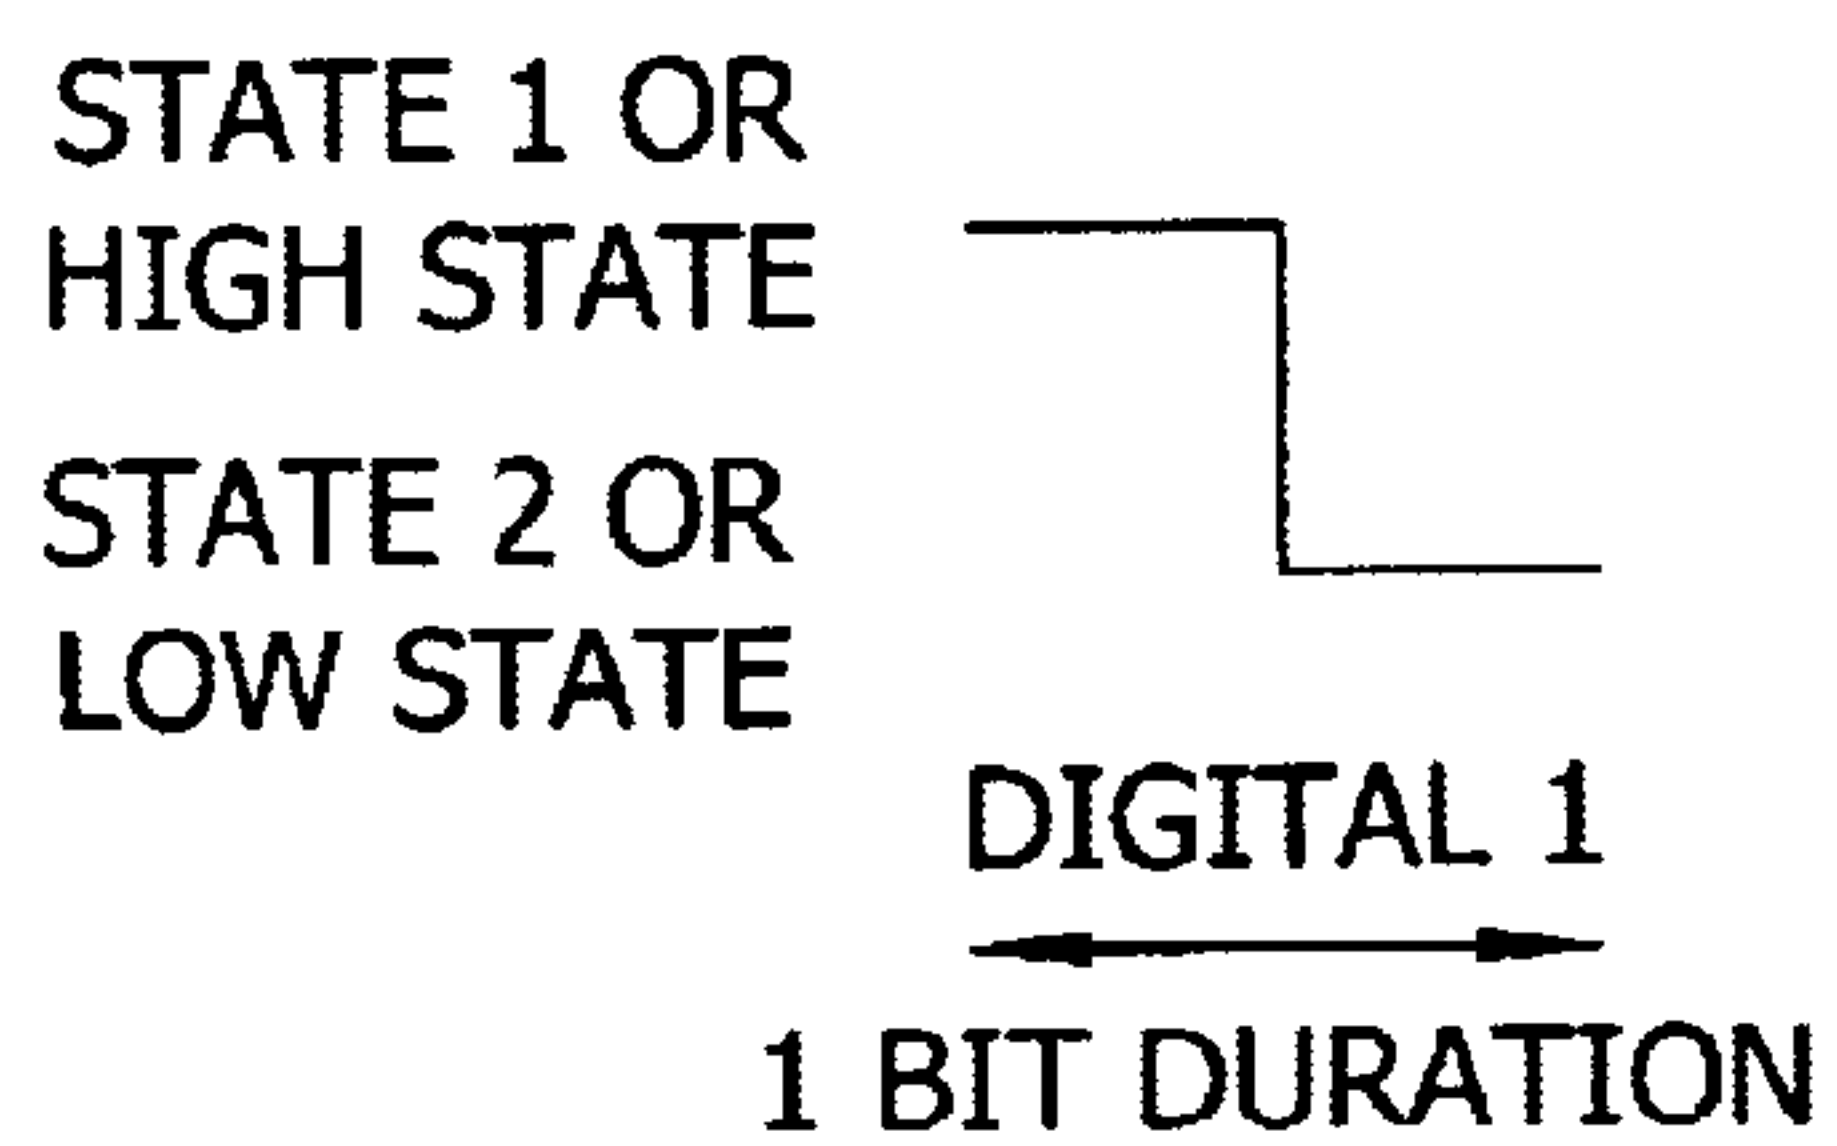 STATE 1 OR
HIGH STATE
STATE 2 OR
LOW STATE
DIGITAL 1
1 BIT DURATION